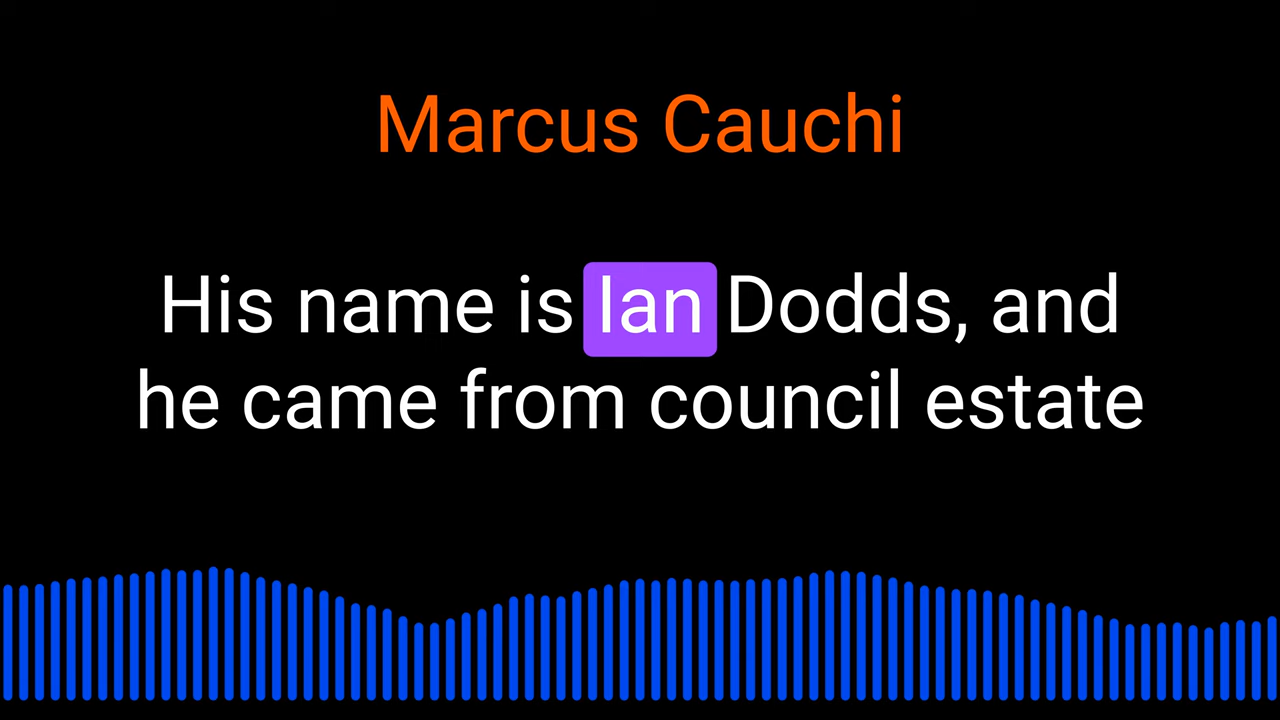 Marcus Cauchi
His name is Ian Dodds, and
he came from council estate